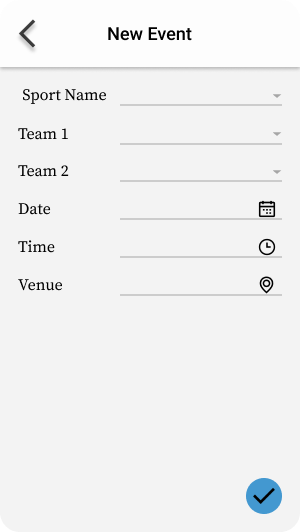 New Event
Sport Name
Team 1
Team 2
Date
Time
Venue